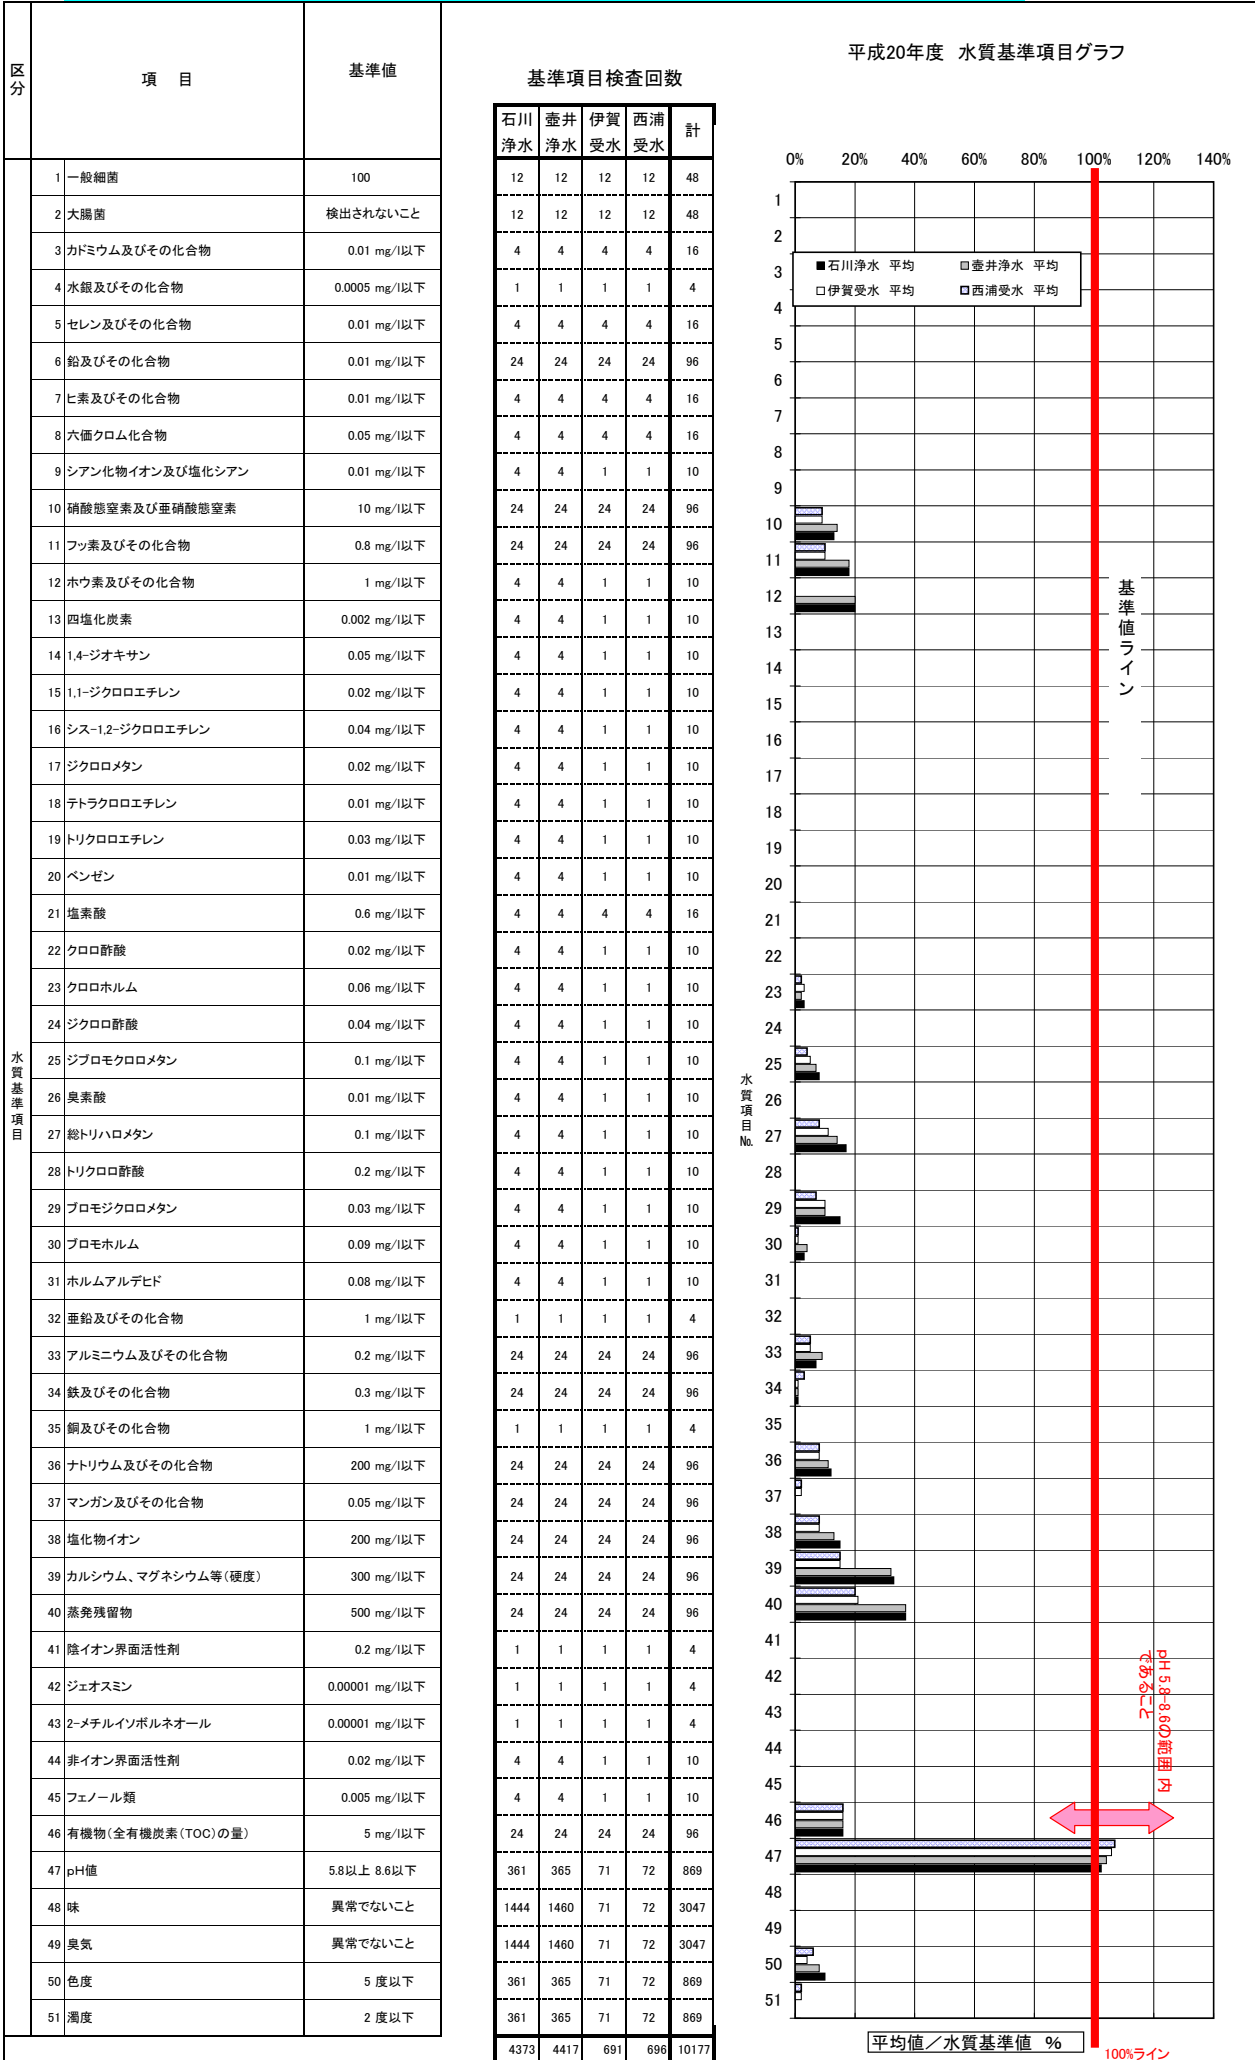 平成20年度 水質基準項目グラフ
区分 項 目 基準値 基準項目検査回数
石川浄水 壺井浄水 伊賀受水 西浦受水 計
水質基準項目
1 一般細菌 100 12 12 12 12 48
2 大腸菌 検出されないこと 12 12 12 12 48
3 カドミウム及びその化合物 0.01 mg/l以下 4 4 4 4 16
4 水銀及びその化合物 0.0005 mg/l以下 1 1 1 1 4
5 セレン及びその化合物 0.01 mg/l以下 4 4 4 4 16
6 鉛及びその化合物 0.01 mg/l以下 24 24 24 24 96
7 ヒ素及びその化合物 0.01 mg/l以下 4 4 4 4 16
8 六価クロム化合物 0.05 mg/l以下 4 4 4 4 16
9 シアン化物イオン及び塩化シアン 0.01 mg/l以下 4 4 1 1 10
10 硝酸態窒素及び亜硝酸態窒素 10 mg/l以下 24 24 24 24 96
11 フッ素及びその化合物 0.8 mg/l以下 24 24 24 24 96
12 ホウ素及びその化合物 1 mg/l以下 4 4 1 1 10
13 四塩化炭素 0.002 mg/l以下 4 4 1 1 10
14 1,4-ジオキサン 0.05 mg/l以下 4 4 1 1 10
15 1,1-ジクロロエチレン 0.02 mg/l以下 4 4 1 1 10
16 シス-1,2-ジクロロエチレン 0.04 mg/l以下 4 4 1 1 10
17 ジクロロメタン 0.02 mg/l以下 4 4 1 1 10
18 テトラクロロエチレン 0.01 mg/l以下 4 4 1 1 10
19 トリクロロエチレン 0.03 mg/l以下 4 4 1 1 10
20 ベンゼン 0.01 mg/l以下 4 4 1 1 10
21 塩素酸 0.6 mg/l以下 4 4 4 4 16
22 クロロ酢酸 0.02 mg/l以下 4 4 1 1 10
23 クロロホルム 0.06 mg/l以下 4 4 1 1 10
24 ジクロロ酢酸 0.04 mg/l以下 4 4 1 1 10
25 ジブロモクロロメタン 0.1 mg/l以下 4 4 1 1 10
26 臭素酸 0.01 mg/l以下 4 4 1 1 10
27 総トリハロメタン 0.1 mg/l以下 4 4 1 1 10
28 トリクロロ酢酸 0.2 mg/l以下 4 4 1 1 10
29 ブロモジクロロメタン 0.03 mg/l以下 4 4 1 1 10
30 ブロモホルム 0.09 mg/l以下 4 4 1 1 10
31 ホルムアルデヒド 0.08 mg/l以下 4 4 1 1 10
32 亜鉛及びその化合物 1 mg/l以下 1 1 1 1 4
33 アルミニウム及びその化合物 0.2 mg/l以下 24 24 24 24 96
34 鉄及びその化合物 0.3 mg/l以下 24 24 24 24 96
35 銅及びその化合物 1 mg/l以下 1 1 1 1 4
36 ナトリウム及びその化合物 200 mg/l以下 24 24 24 24 96
37 マンガン及びその化合物 0.05 mg/l以下 24 24 24 24 96
38 塩化物イオン 200 mg/l以下 24 24 24 24 96
39 カルシウム、マグネシウム等(硬度) 300 mg/l以下 24 24 24 24 96
40 蒸発残留物 500 mg/l以下 24 24 24 24 96
41 陰イオン界面活性剤 0.2 mg/l以下 1 1 1 1 4
42 ジェオスミン 0.00001 mg/l以下 1 1 1 1 4
43 2-メチルイソボルネオール 0.00001 mg/l以下 1 1 1 1 4
44 非イオン界面活性剤 0.02 mg/l以下 4 4 1 1 10
45 フェノール類 0.005 mg/l以下 4 4 1 1 10
46 有機物(全有機炭素(TOC)の量) 5 mg/l以下 24 24 24 24 96
47 pH値 5.8以上 8.6以下 361 365 71 72 869
48 味 異常でないこと 1444 1460 71 72 3047
49 臭気 異常でないこと 1444 1460 71 72 3047
50 色度 5 度以下 361 365 71 72 869
51 濁度 2 度以下 361 365 71 72 869
4373 4417 691 696 10177
0% 20% 40% 60% 80% 100% 120% 140%
■石川浄水 平均 ■壺井浄水 平均
□伊賀受水 平均 □西浦受水 平均
1
2
3
4
5
6
7
8
9
10
11
12
13
14
15
16
17
18
19
20
21
22
23
24
25
26
27
28
29
30
31
32
33
34
35
36
37
38
39
40
41
42
43
44
45
46
47
48
49
50
51
水質項目№
基準値ライン
pH 5.8-8.6の範囲内
であること
平均値/水質基準値 %
100%ライン